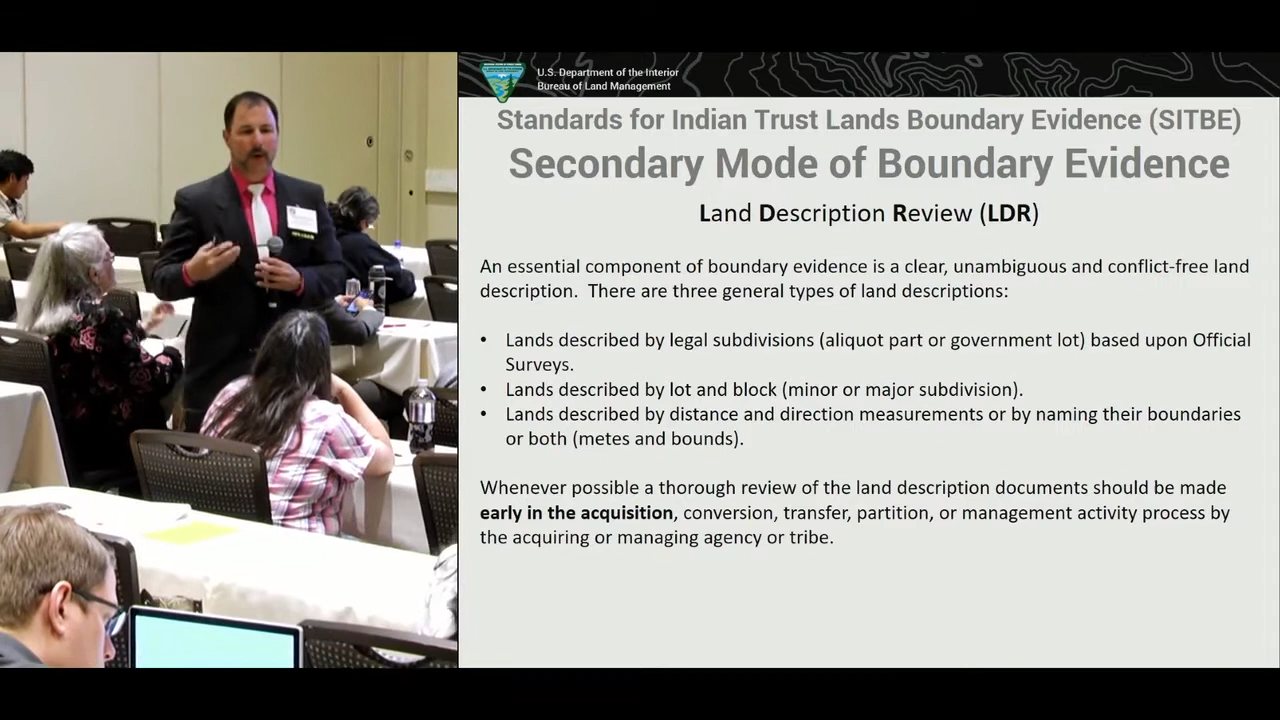 U.S. Department of the Interior
Bureau of Land Management
Standards for Indian Trust Lands Boundary Evidence (SITBE)
Secondary Mode of Boundary Evidence
Land Description Review (LDR)
An essential component of boundary evidence is a clear, unambiguous and conflict-free land
description. There are three general types of land descriptions:
• Lands described by legal subdivisions (aliquot part or government lot) based upon Official
Surveys.
• Lands described by lot and block (minor or major subdivision).
• Lands described by distance and direction measurements or by naming their boundaries
or both (metes and bounds).
Whenever possible a thorough review of the land description documents should be made
early in the acquisition, conversion, transfer, partition, or management activity process by
the acquiring or managing agency or tribe.